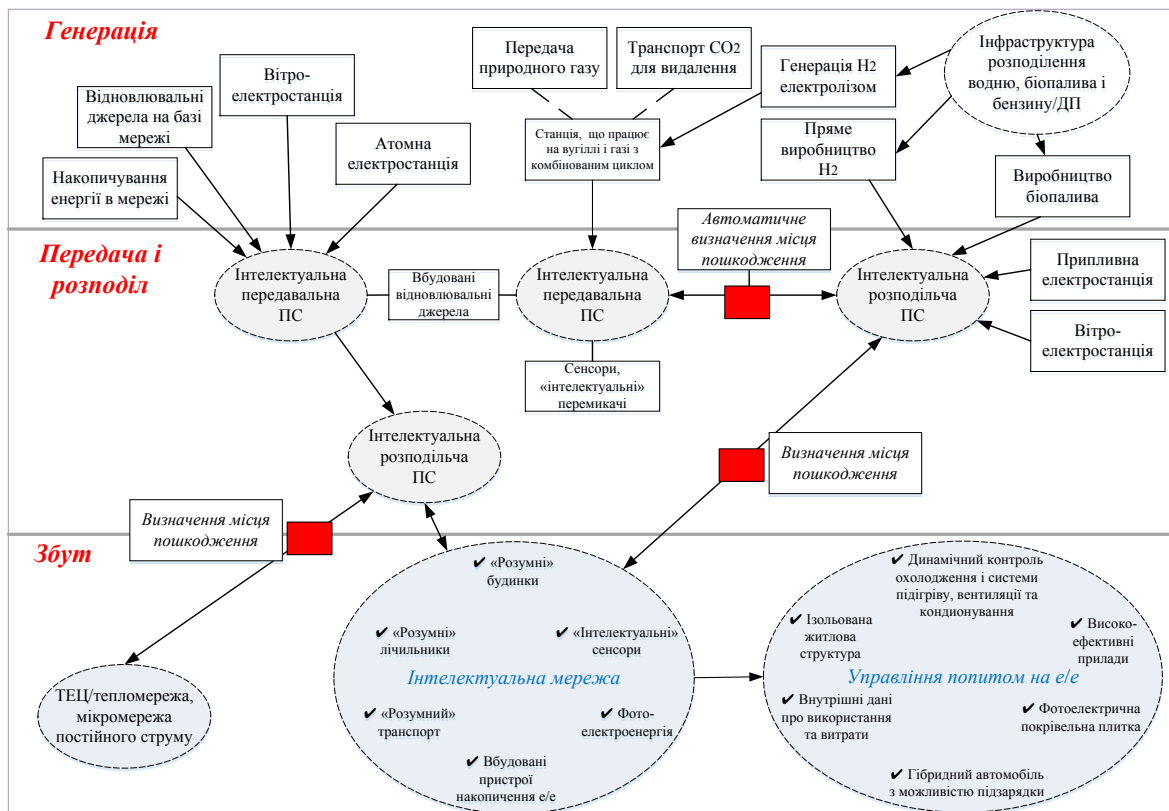 Генерація
Відновлювальні
джерела на базі
мережі
Вітро-
електростанція
Накопичування
енергії в мережі
Атомна
електростанція
Передача
природного газу
Транспорт CO2
для видалення
Станція, що працює
на вугіллі і газі з
комбінованим циклом
Генерація H2
електролізом
Пряме
виробництво
H2
Інфраструктура
розподілення
водню, біопалива і
бензину/ДП
Виробництво
біопалива
Передача і
розподіл
Інтелектуальна
передавальна
ПС
Вбудовані
відновлювальні
джерела
Інтелектуальна
передавальна
ПС
Автоматичне
визначення місця
пошкодження
Інтелектуальна
розподільча
ПС
Припливна
електростанція
Вітро-
електростанція
Сенсори,
«інтелектуальні»
перемикачі
Інтелектуальна
розподільча
ПС
Визначення місця
пошкодження
Визначення місця
пошкодження
Збут
ТЕЦ/тепломережа,
мікромережа
постійного струму
✔ «Розумні»
будинки
✔ «Розумні»
лічильники
✔ «Інтелектуальні»
сенсори
Інтелектуальна мережа
✔ «Розумний»
транспорт
✔ Фото-
електроенергія
✔ Вбудовані
пристрої
накопичення е/е
✔ Динамічний контроль
охолодження і системи
підігріву, вентиляції та
кондионування
✔ Ізольована
житлова
структура
✔ Високо-
ефективні
прилади
Управління попитом на е/е
✔ Внутрішні дані
про використання
та витрати
✔ Фотоелектрична
покрівельна плитка
✔ Гібридний автомобіль
з можливістю підзарядки